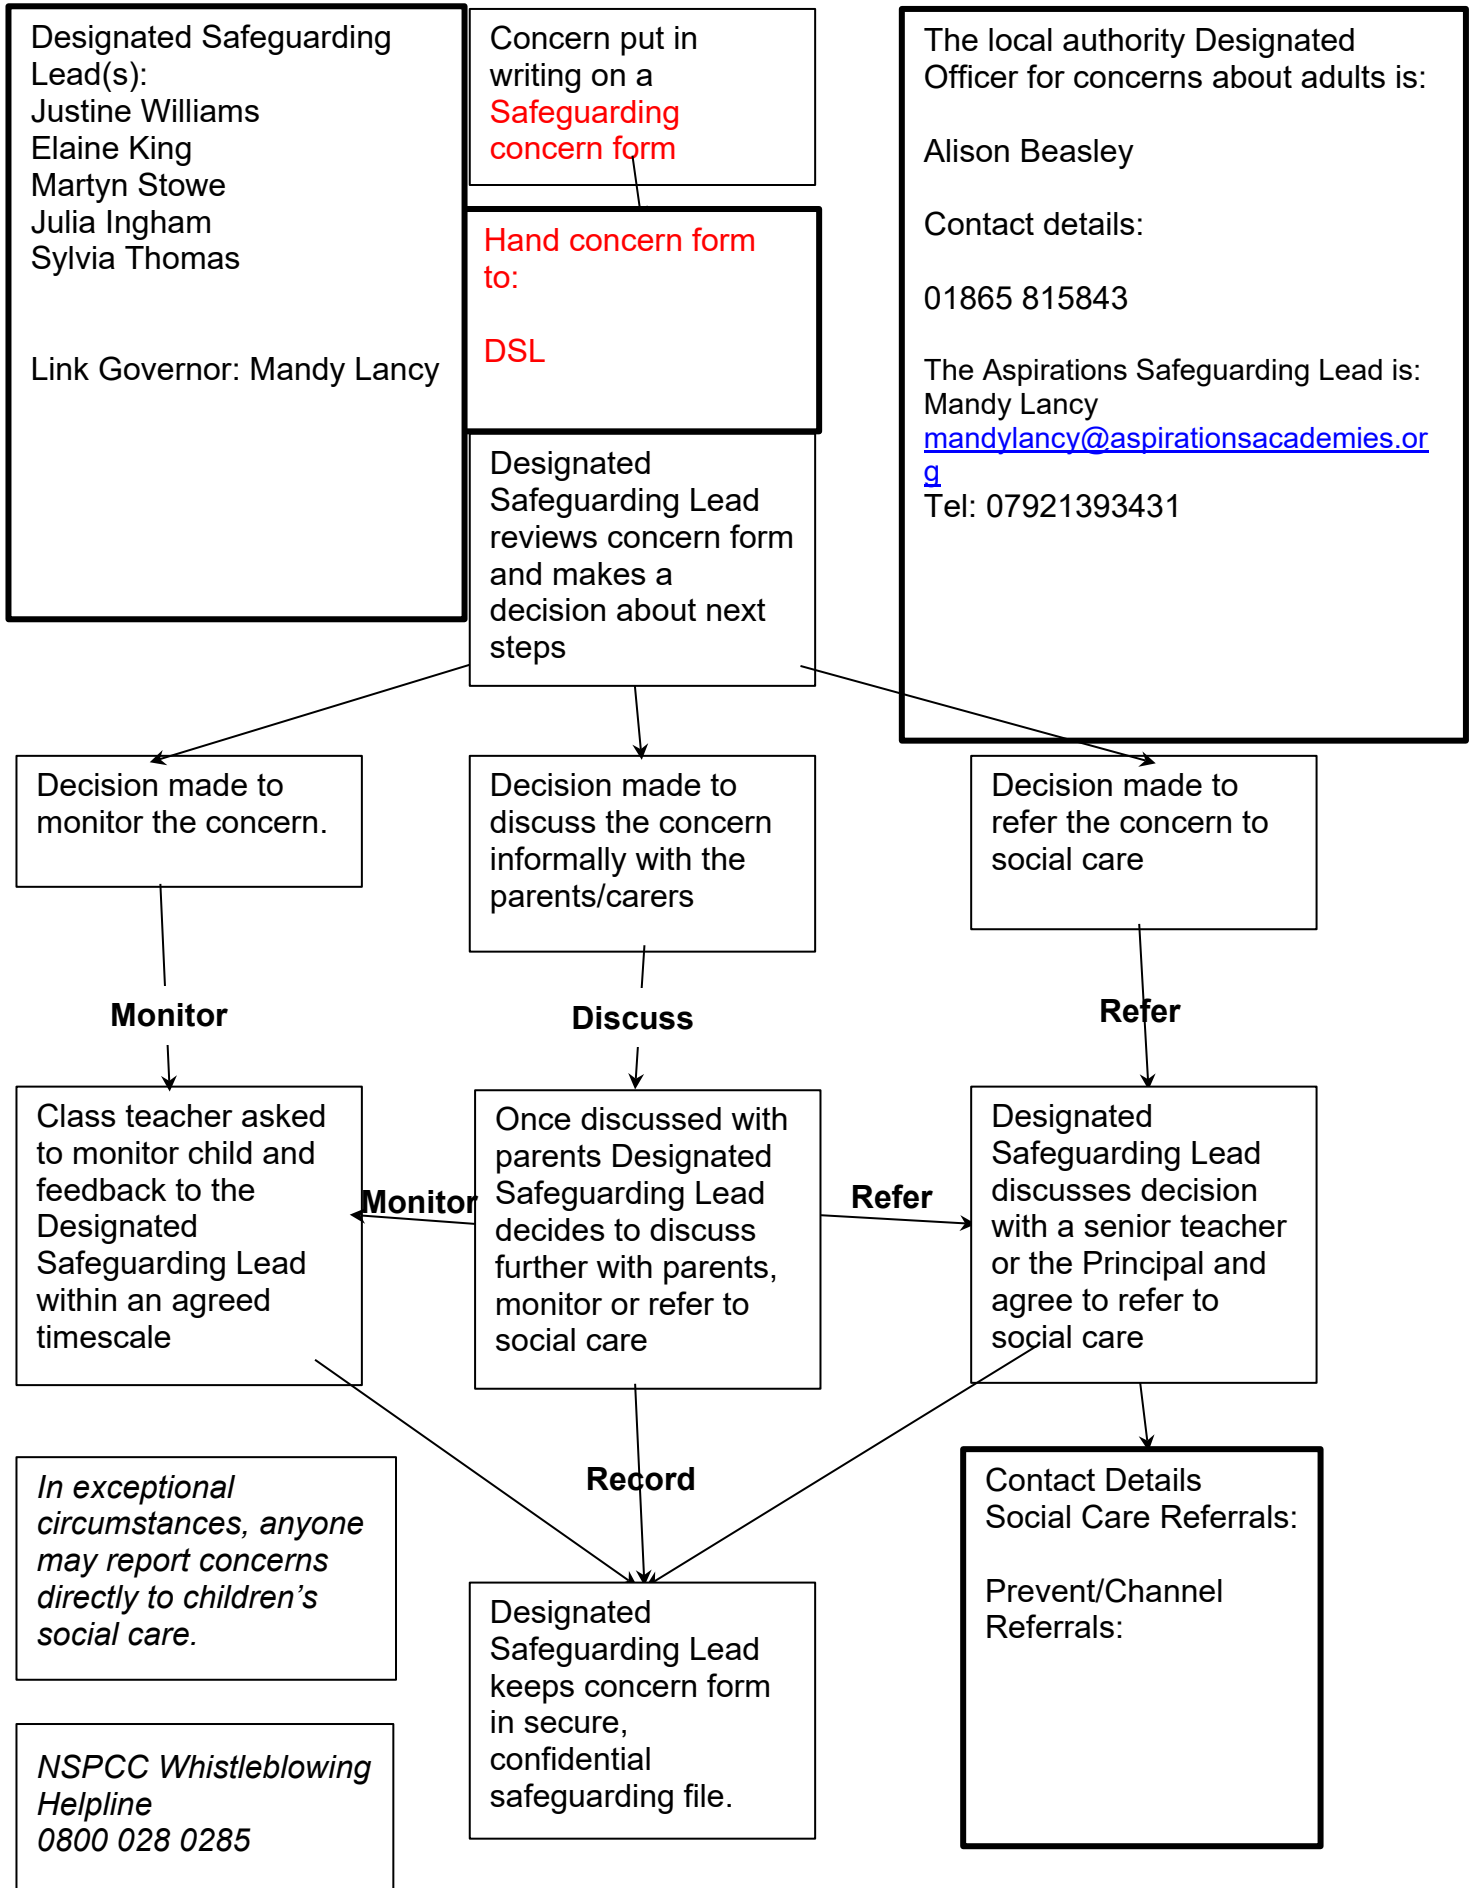 Designated Safeguarding
Lead(s):
Justine Williams
Elaine King
Martyn Stowe
Julia Ingham
Sylvia Thomas
Link Governor: Mandy Lancy
Concern put in
writing on a
Safeguarding
concern form
Hand concern form
to:
DSL
Designated
Safeguarding Lead
reviews concern form
and makes a
decision about next
steps
The local authority Designated
Officer for concerns about adults is:
Alison Beasley
Contact details:
01865 815843
The Aspirations Safeguarding Lead is:
Mandy Lancy
mandylancy@aspirationsacademies.or
g
Tel: 07921393431
Decision made to
monitor the concern.
Decision made to
discuss the concern
informally with the
parents/carers
Decision made to
refer the concern to
social care
Monitor
Discuss
Refer
Class teacher asked
to monitor child and
feedback to the
Designated
Safeguarding Lead
within an agreed
timescale
Monitor
Once discussed with
parents Designated
Safeguarding Lead
decides to discuss
further with parents,
monitor or refer to
social care
Refer
Designated
Safeguarding Lead
discusses decision
with a senior teacher
or the Principal and
agree to refer to
social care
Record
In exceptional
circumstances, anyone
may report concerns
directly to children’s
social care.
Designated
Safeguarding Lead
keeps concern form
in secure,
confidential
safeguarding file.
Contact Details
Social Care Referrals:
Prevent/Channel
Referrals:
NSPCC Whistleblowing
Helpline
0800 028 0285